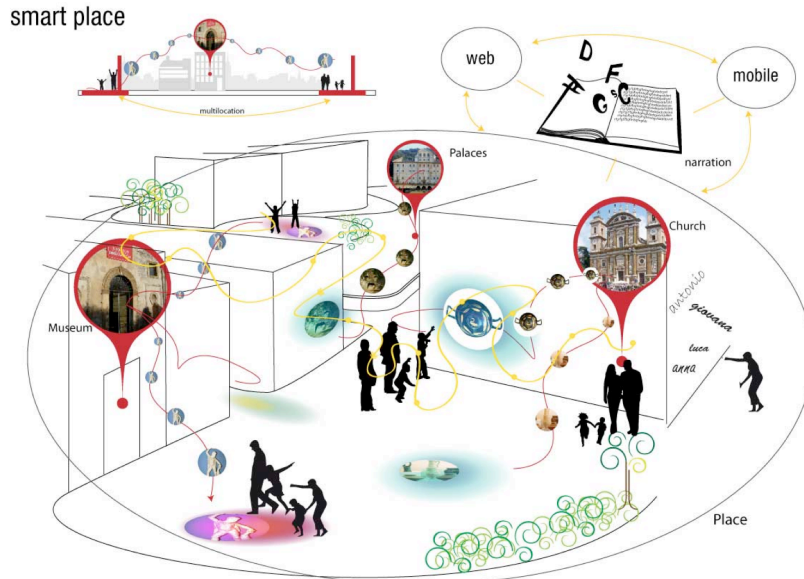 smart place
multilocation
web
mobile
D
F
G
S
C
narration
Palaces
Church
Museum
antonio
giovana
luca
anna
Place